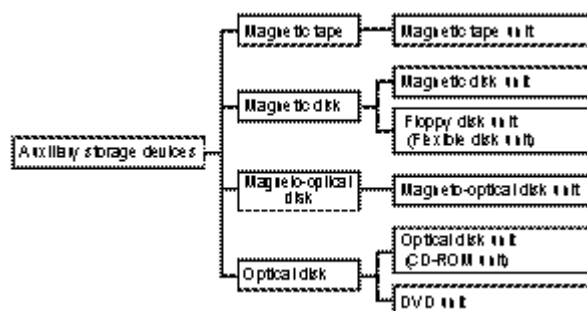 Magnetic tape
Magnetic tape unit
Magnetic disk
Magnetic disk unit
Floppy disk unit
(Flexible disk unit)
Auxiliary storage devices
Magneto-optical
disk
Magneto-optical disk unit
Optical disk
Optical disk unit
(CD-ROM unit)
DVD unit